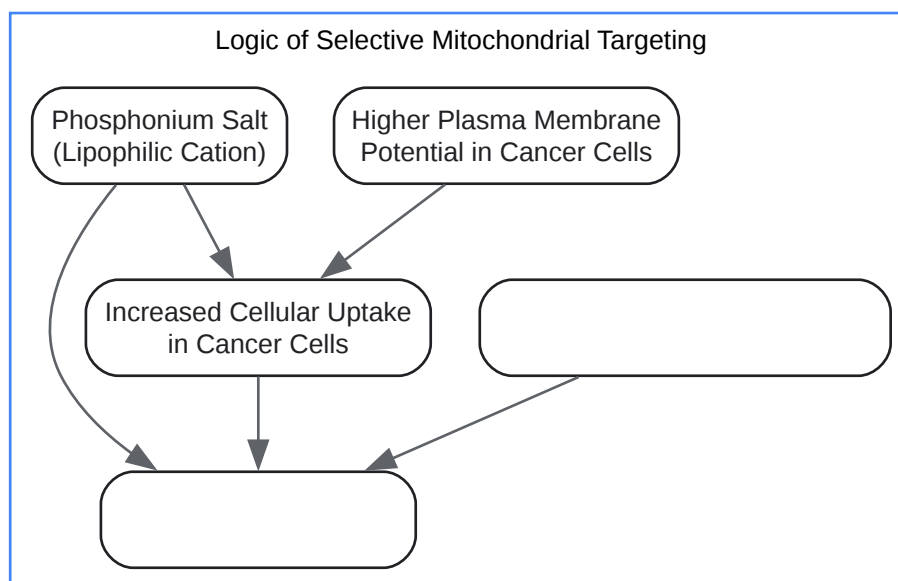 Logic of Selective Mitochondrial Targeting
Phosphonium Salt
(Lipophilic Cation)
Higher Plasma Membrane
Potential in Cancer Cells
Increased Cellular Uptake
in Cancer Cells